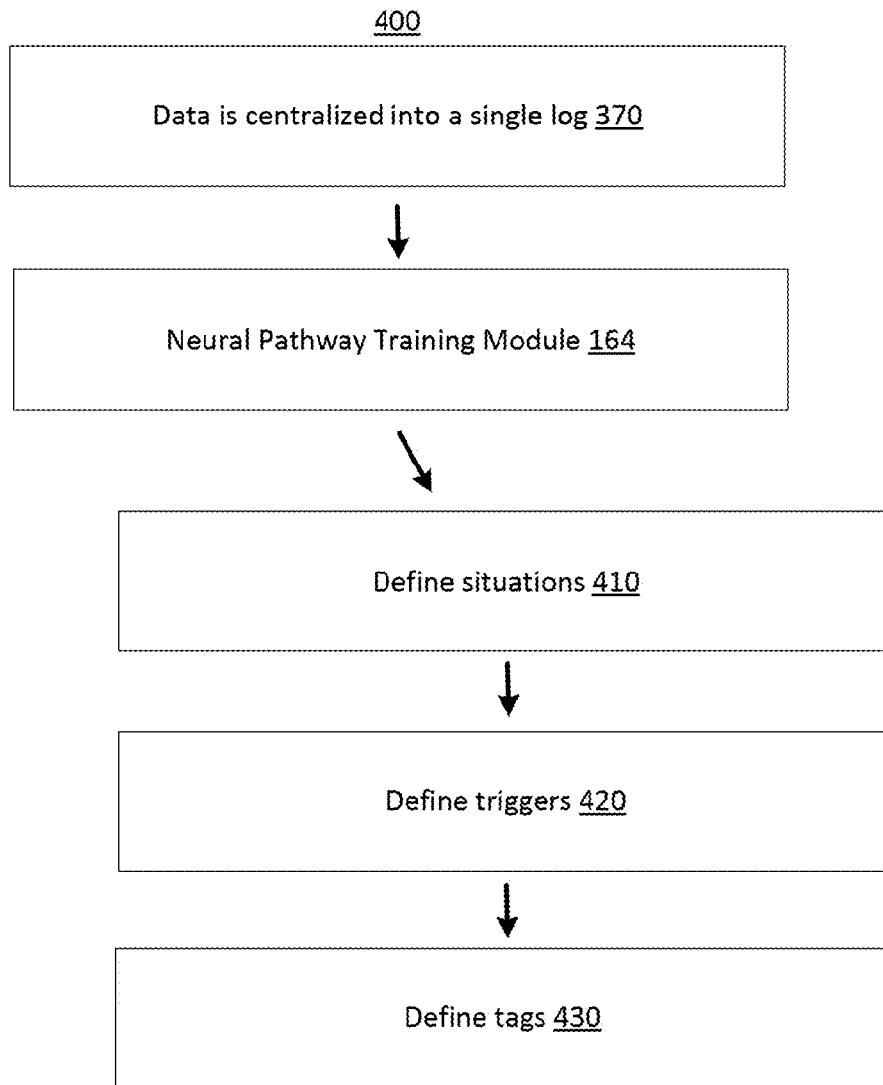 400
Data is centralized into a single log 370
Neural Pathway Training Module 164
Define situations 410
Define triggers 420
Define tags 430